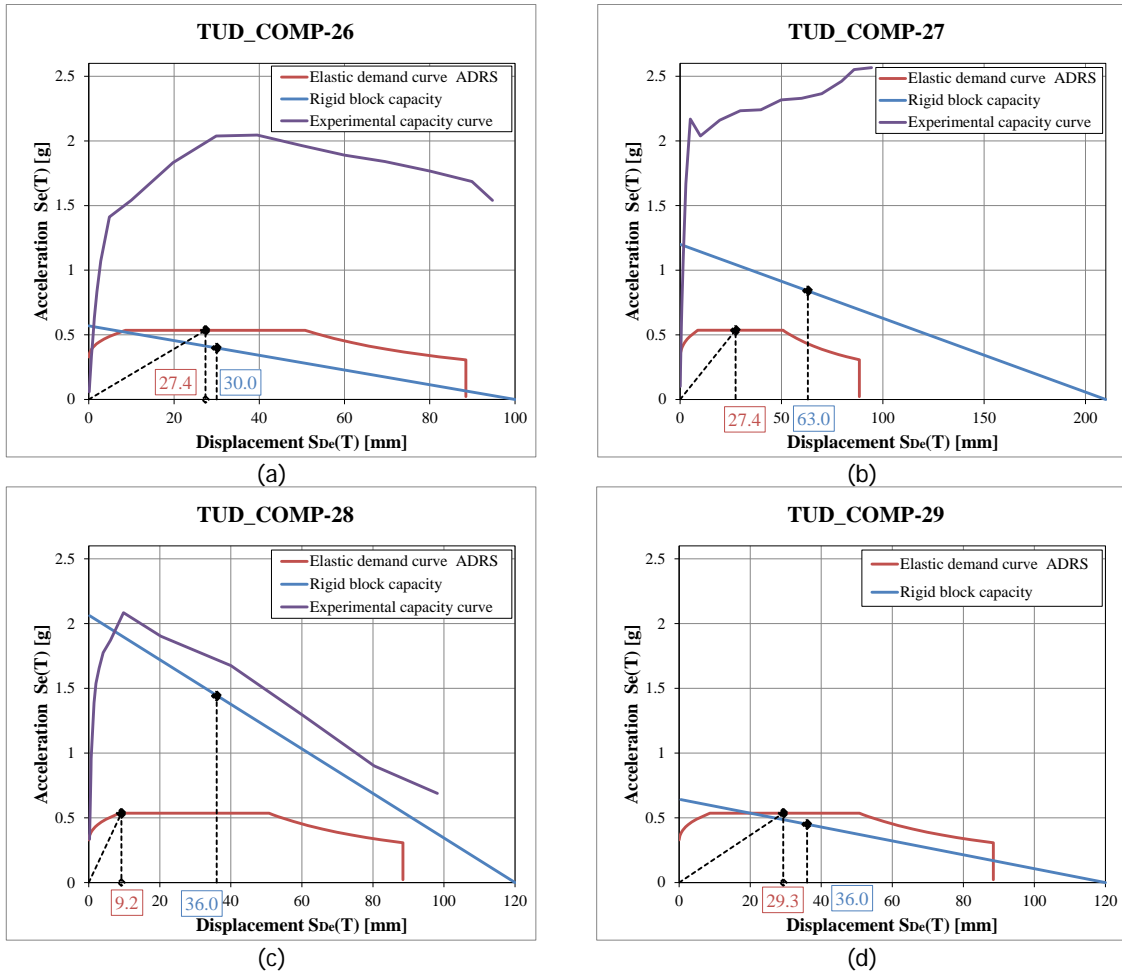 TUD_COMP-26
Elastic demand curve ADRS
Rigid block capacity
Experimental capacity curve
Acceleration Se(T) [g]
2.5
2
1.5
1
0.5
0
27.4
30.0
0 20 40 60 80 100
Displacement SDe(T) [mm]
(a)
TUD_COMP-27
Elastic demand curve ADRS
Rigid block capacity
Experimental capacity curve
Acceleration Se(T) [g]
2.5
2
1.5
1
0.5
0
0 50 100 150 200
27.4
63.0
Displacement SDe(T) [mm]
(b)
TUD_COMP-28
Elastic demand curve ADRS
Rigid block capacity
Experimental capacity curve
Acceleration Se(T) [g]
2.5
2
1.5
1
0.5
0
0 20 40 60 80 100 120
9.2
36.0
Displacement SDe(T) [mm]
(c)
TUD_COMP-29
Elastic demand curve ADRS
Rigid block capacity
Acceleration Se(T) [g]
2.5
2
1.5
1
0.5
0
0 20 40 60 80 100 120
29.3
36.0
Displacement SDe(T) [mm]
(d)